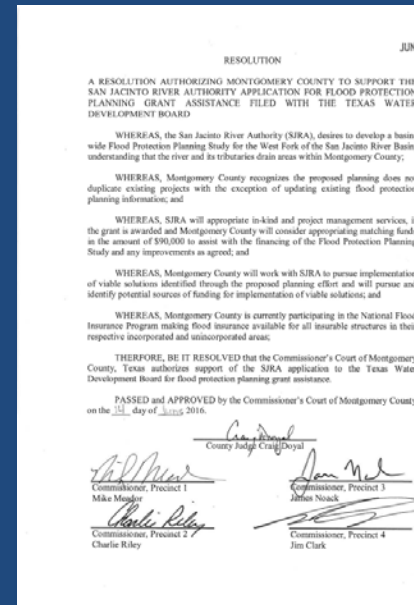 JUN
RESOLUTION
A RESOLUTION AUTHORIZING MONTGOMERY COUNTY TO SUPPORT THE
SAN JACINTO RIVER AUTHORITY APPLICATION FOR FLOOD PROTECTION
PLANNING GRANT ASSISTANCE FILED WITH THE TEXAS WATER
DEVELOPMENT BOARD
WHEREAS, the San Jacinto River Authority (SJRA), desires to develop a basin
wide Flood Protection Planning Study for the West Fork of the San Jacinto River Basin
understanding that the river and its tributaries drain areas within Montgomery County;
WHEREAS, Montgomery County recognizes the proposed planning does no
duplicate existing projects with the exception of updating existing flood protection
planning information; and
WHEREAS, SJRA will appropriate in-kind and project management services, i
the grant is awarded and Montgomery County will consider appropriating matching fund
in the amount of $90,000 to assist with the financing of the Flood Protection Planning
Study and any improvements as agreed; and
WHEREAS, Montgomery County will work with SJRA to pursue implementation
of viable solutions identified through the proposed planning effort and will pursue and
identify potential sources of funding for implementation of viable solutions; and
WHEREAS, Montgomery County is currently participating in the National Flood
Insurance Program making flood insurance available for all insurable structures in their
respective incorporated and unincorporated areas;
THERFORE, BE IT RESOLVED that the Commissioner's Court of Montgomery
County, Texas authorizes support of the SJRA application to the Texas Water
Development Board for flood protection planning grant assistance.
PASSED and APPROVED by the Commissioner's Court of Montgomery County
on the 14 day of June, 2016.
Craig Doyal
County Judge Craig Doyal
Commissioner, Precinct 1
Mike Meador
Commissioner, Precinct 3
James Noack
Charlie Riley
Commissioner, Precinct 2
Charlie Riley
Commissioner, Precinct 4
Jim Clark